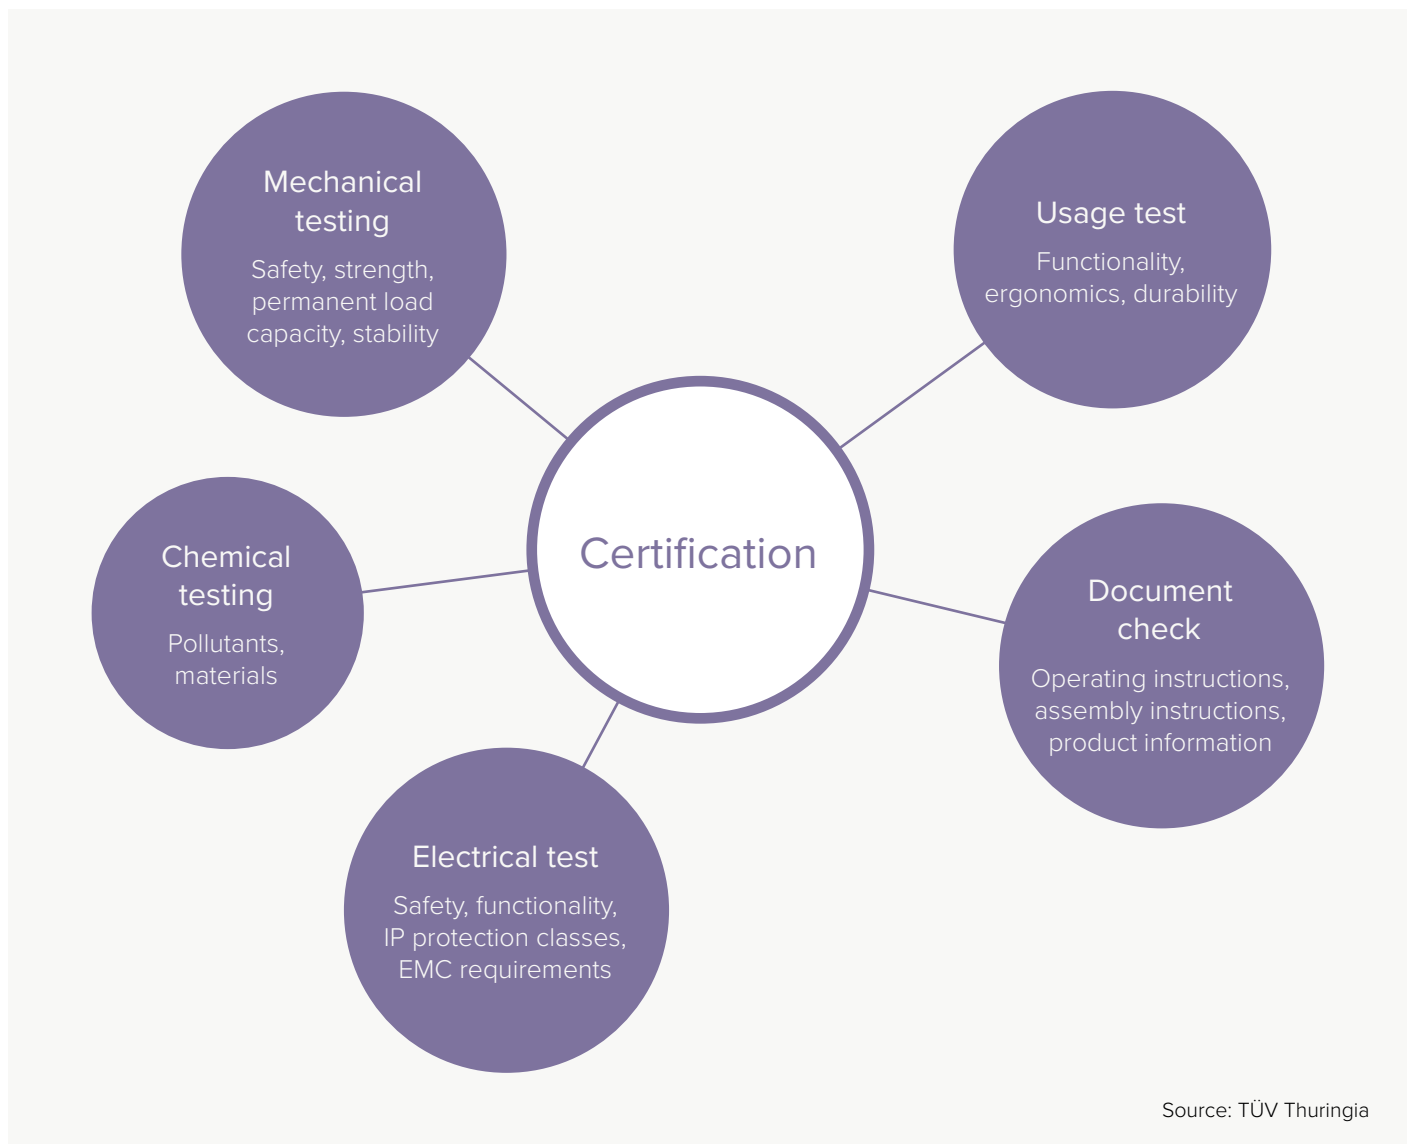 Mechanical
testing
Safety, strength,
permanent load
capacity, stability
Usage test
Functionality,
ergonomics, durability
Certification
Chemical
testing
Pollutants,
materials
Document
check
Operating instructions,
assembly instructions,
product information
Electrical test
Safety, functionality,
IP protection classes,
EMC requirements
Source: TÜV Thuringia